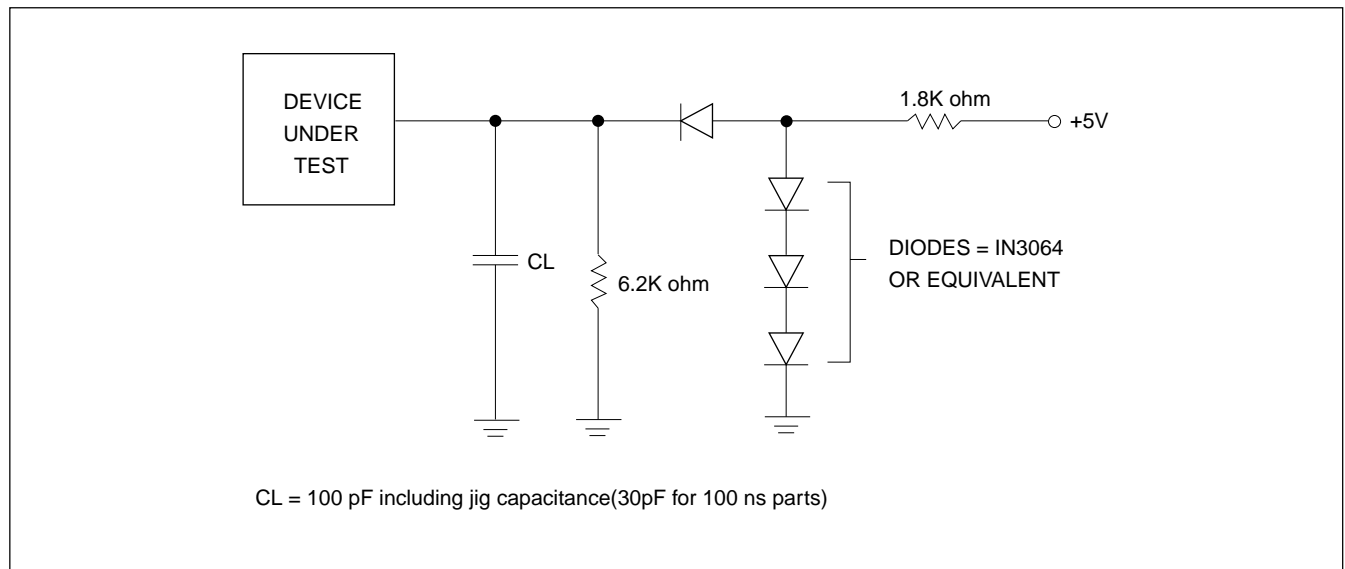 DEVICE
UNDER
TEST
1.8K ohm
+5V
CL
6.2K ohm
DIODES = IN3064
OR EQUIVALENT
CL = 100 pF including jig capacitance(30pF for 100 ns parts)